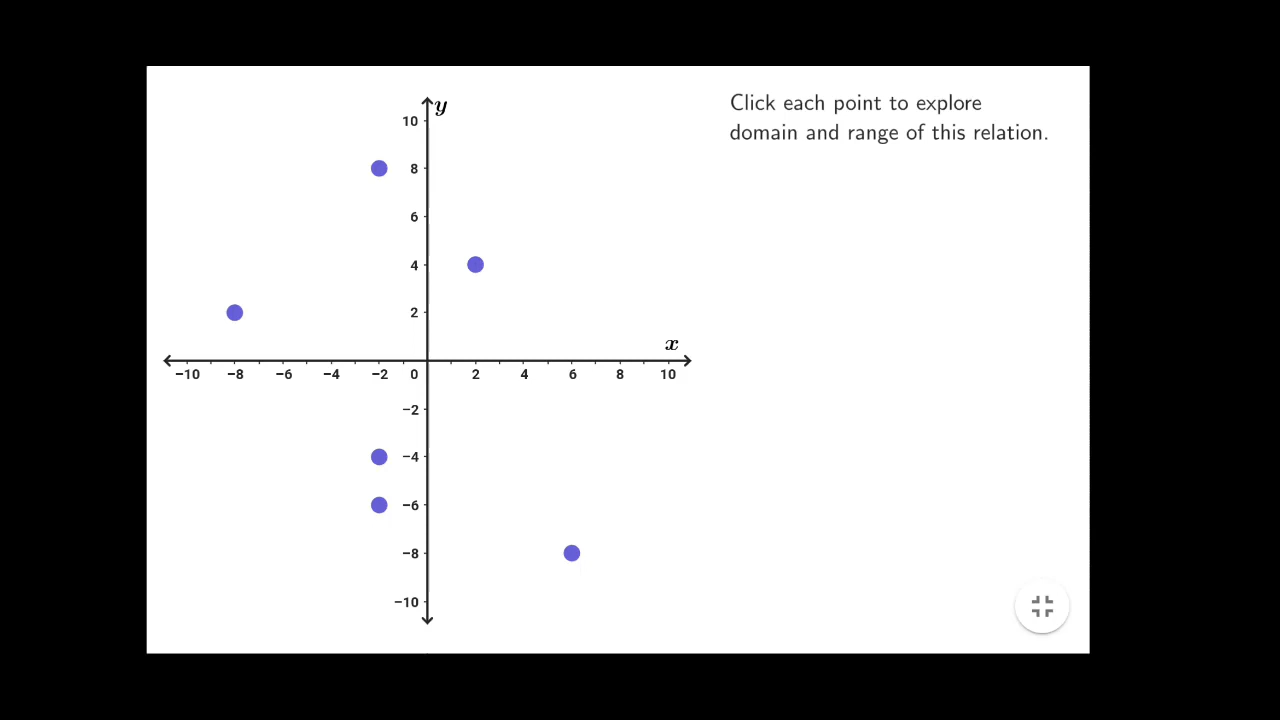 Click each point to explore
domain and range of this relation.
y
10
8
6
4
2
x
−10 −8 −6 −4 −2 0 2 4 6 8 10
−2
−4
−6
−8
−10